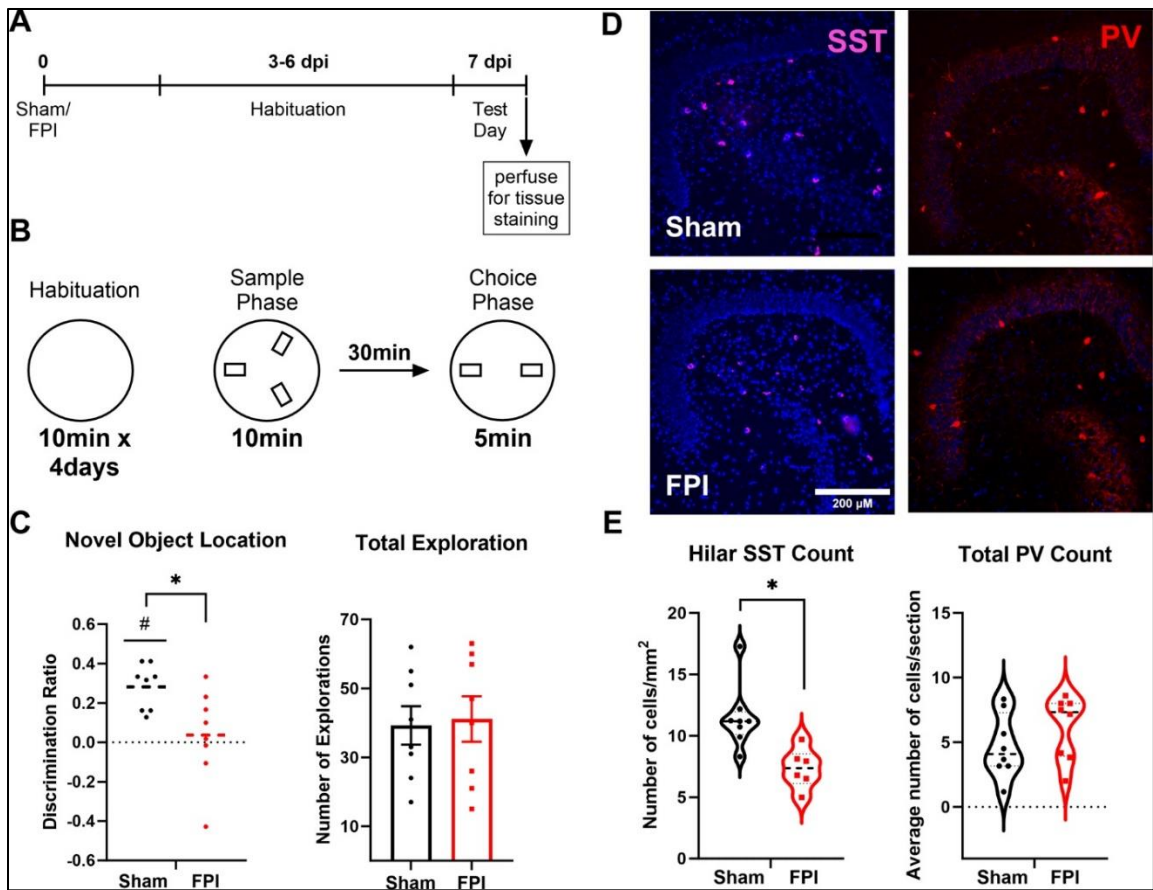 A
0
3-6 dpi
7 dpi
Sham/
FPI
Habituation
Test
Day
perfuse
for tissue
staining
B
Habituation
Sample
Phase
Choice
Phase
30min
10min x
4days
10min
5min
C
Novel Object Location
Total Exploration
*
#
Discrimination Ratio
0.6
0.4
0.2
0.0
-0.2
-0.4
-0.6
Sham
FPI
Number of Explorations
70
50
30
10
Sham
FPI
D
SST
PV
Sham
FPI
200 µM
E
Hilar SST Count
Total PV Count
*
Number of cells/mm²
20
15
10
5
0
Sham
FPI
Average number of cells/section
15
10
5
0
Sham
FPI